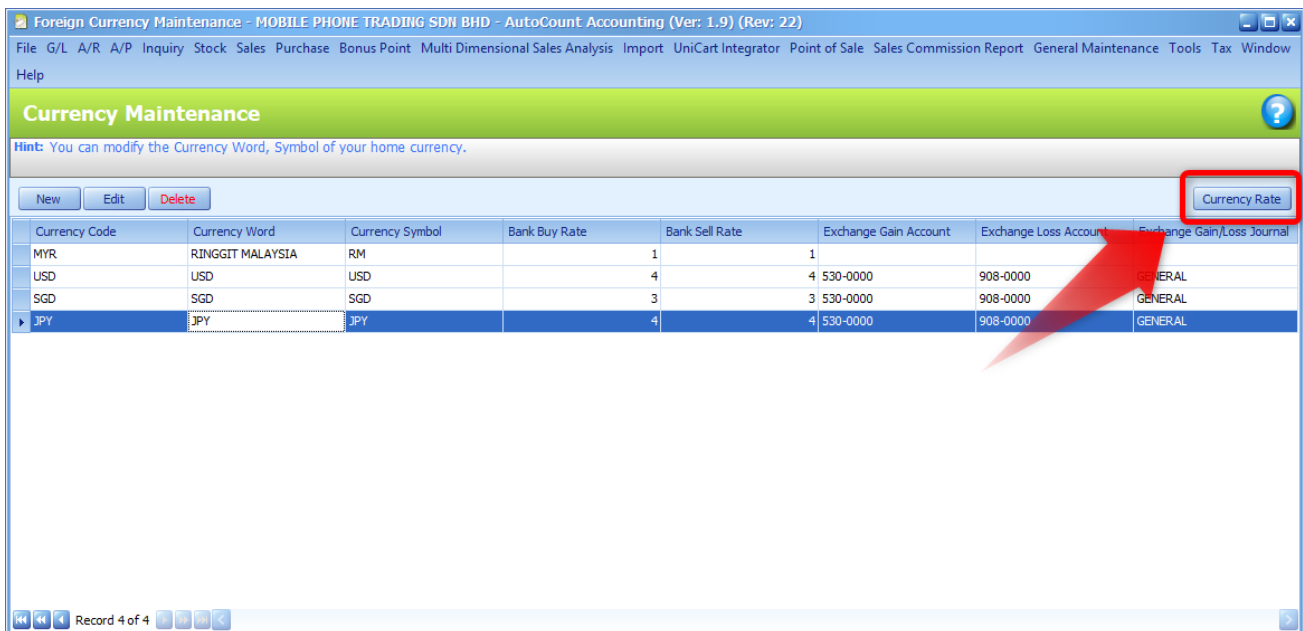 Foreign Currency Maintenance - MOBILE PHONE TRADING SDN BHD - AutoCount Accounting (Ver: 1.9) (Rev: 22)
File G/L A/R A/P Inquiry Stock Sales Purchase Bonus Point Multi Dimensional Sales Analysis Import UniCart Integrator Point of Sale Sales Commission Report General Maintenance Tools Tax Window
Help
Currency Maintenance ?
Hint: You can modify the Currency Word, Symbol of your home currency.
New Edit Delete Currency Rate
Currency Code Currency Word Currency Symbol Bank Buy Rate Bank Sell Rate Exchange Gain Account Exchange Loss Account Exchange Gain/Loss Journal
MYR RINGGIT MALAYSIA RM 1 1
USD USD USD 4 4 530-0000 908-0000 GENERAL
SGD SGD SGD 3 3 530-0000 908-0000 GENERAL
JPY JPY JPY 4 4 530-0000 908-0000 GENERAL
Record 4 of 4